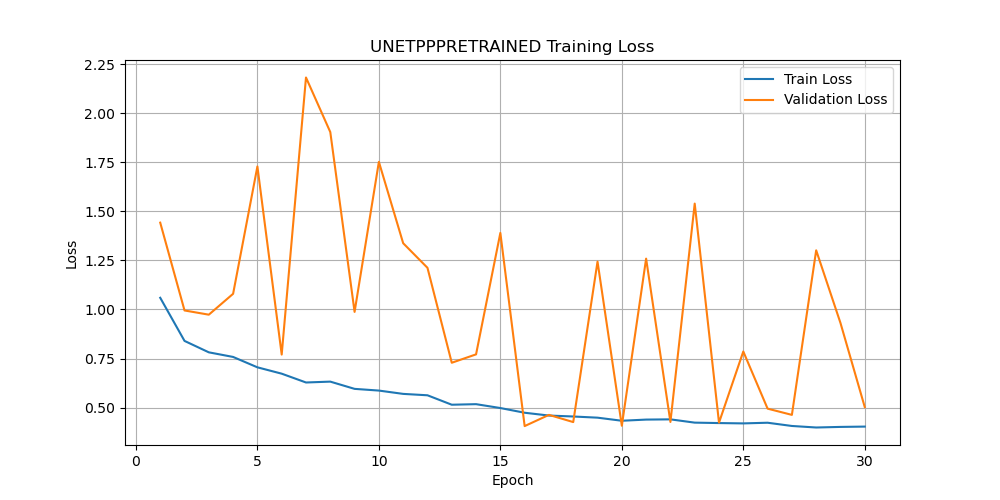 UNETPPPRETRAINED Training Loss
Train Loss
Validation Loss
2.25
2.00
1.75
1.50
1.25
1.00
0.75
0.50
Loss
0 5 10 15 20 25 30
Epoch